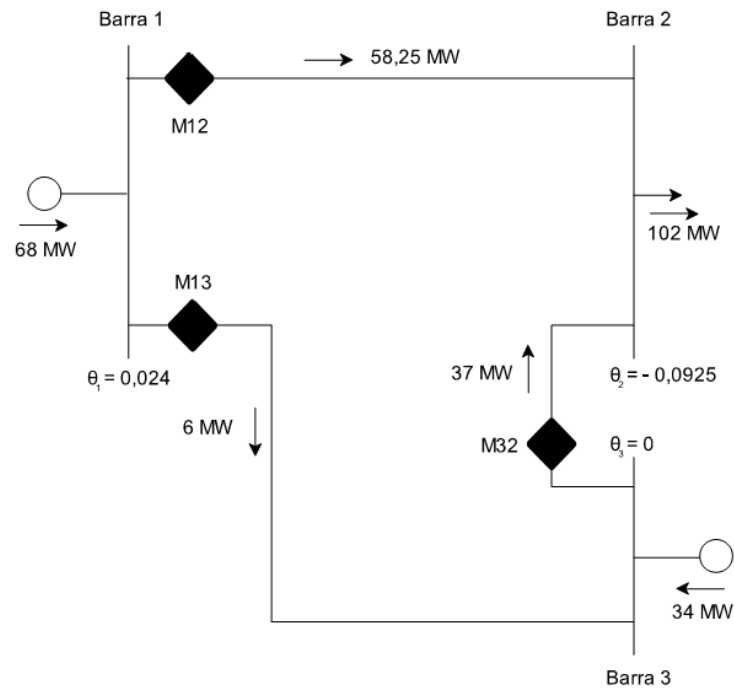 Barra 1
Barra 2
58,25 MW
M12
68 MW
102 MW
M13
θ₁ = 0,024
37 MW
θ₂ = - 0,0925
6 MW
M32
θ₃ = 0
34 MW
Barra 3